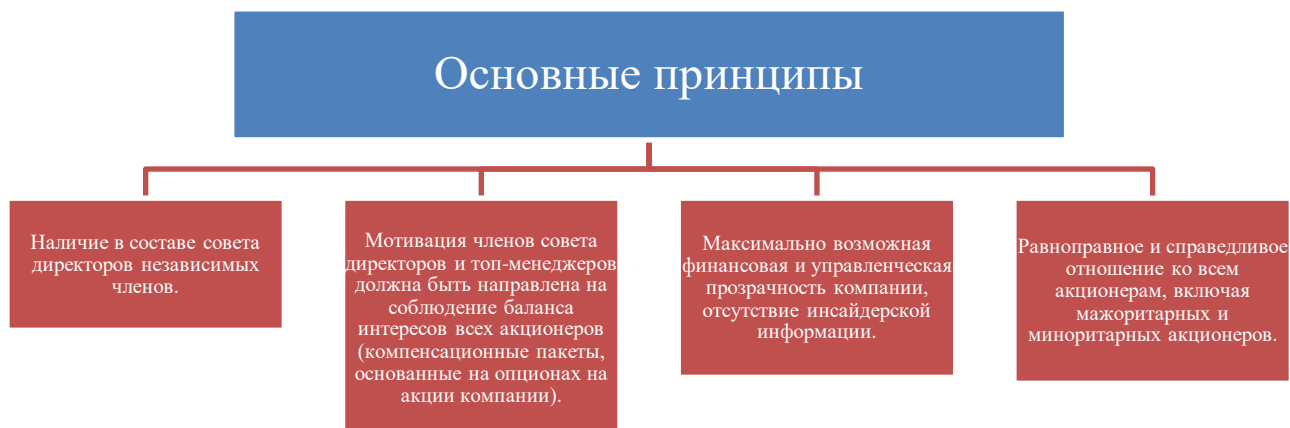 Основные принципы
Наличие в составе совета
директоров независимых
членов.
Мотивация членов совета
директоров и топ-менеджеров
должна быть направлена на
соблюдение баланса
интересов всех акционеров
(компенсационные пакеты,
основанные на опционах на
акции компании).
Максимально возможная
финансовая и управленческая
прозрачность компании,
отсутствие инсайдерской
информации.
Равноправное и справедливое
отношение ко всем
акционерам, включая
мажоритарных и
миноритарных акционеров.